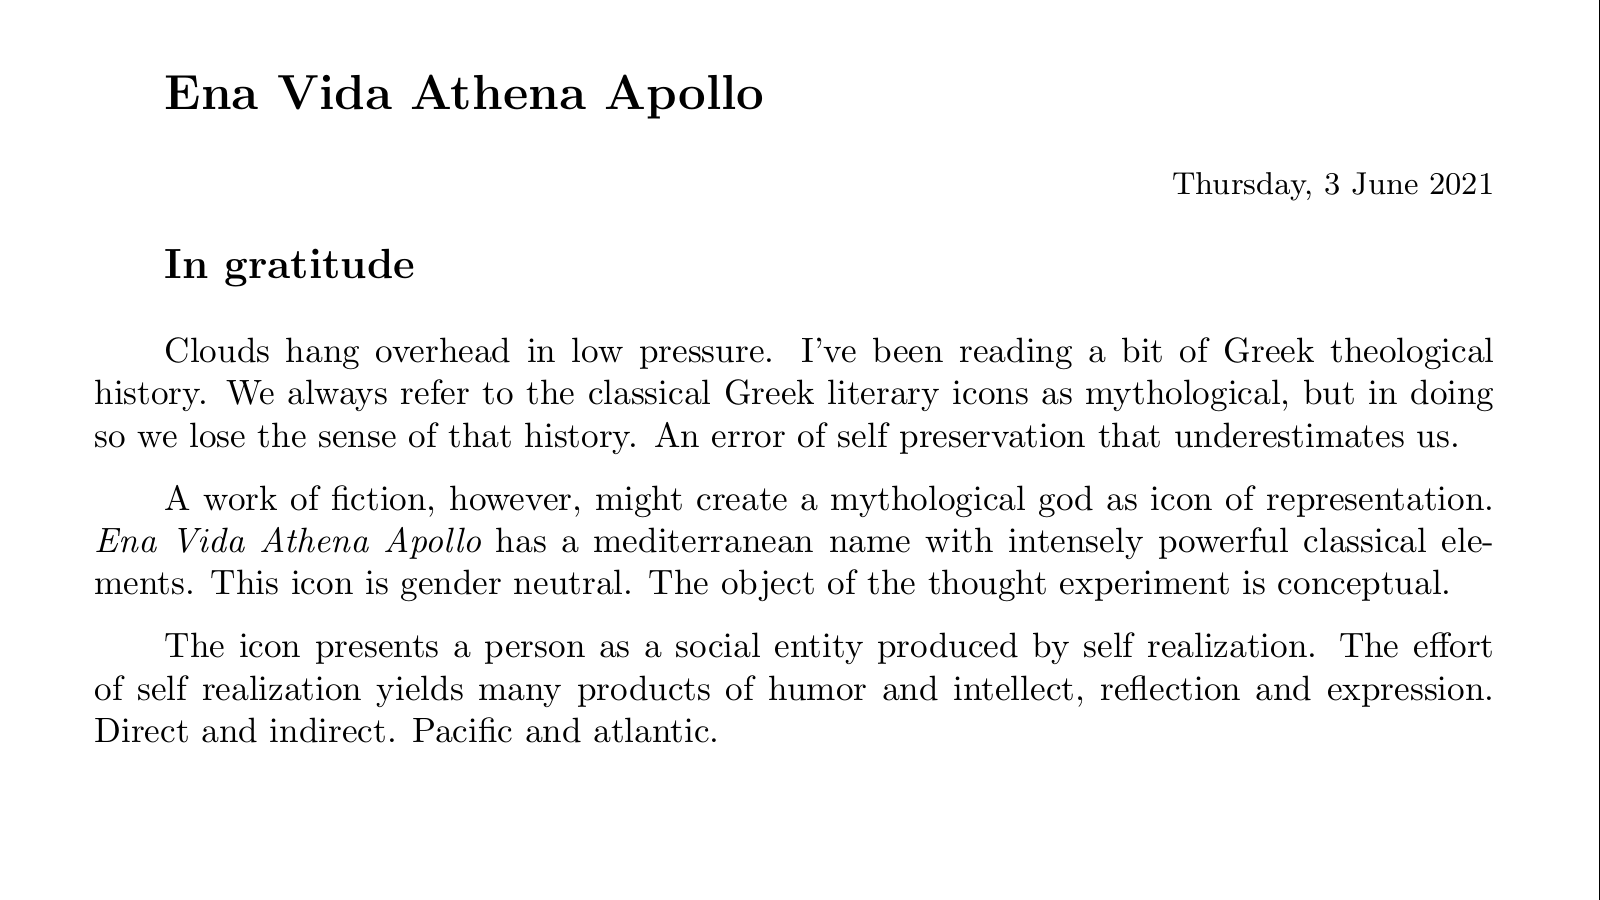 Ena Vida Athena Apollo
Thursday, 3 June 2021
In gratitude
Clouds hang overhead in low pressure. I've been reading a bit of Greek theological
history. We always refer to the classical Greek literary icons as mythological, but in doing
so we lose the sense of that history. An error of self preservation that underestimates us.
A work of fiction, however, might create a mythological god as icon of representation.
Ena Vida Athena Apollo has a mediterranean name with intensely powerful classical ele-
ments. This icon is gender neutral. The object of the thought experiment is conceptual.
The icon presents a person as a social entity produced by self realization. The effort
of self realization yields many products of humor and intellect, reflection and expression.
Direct and indirect. Pacific and atlantic.